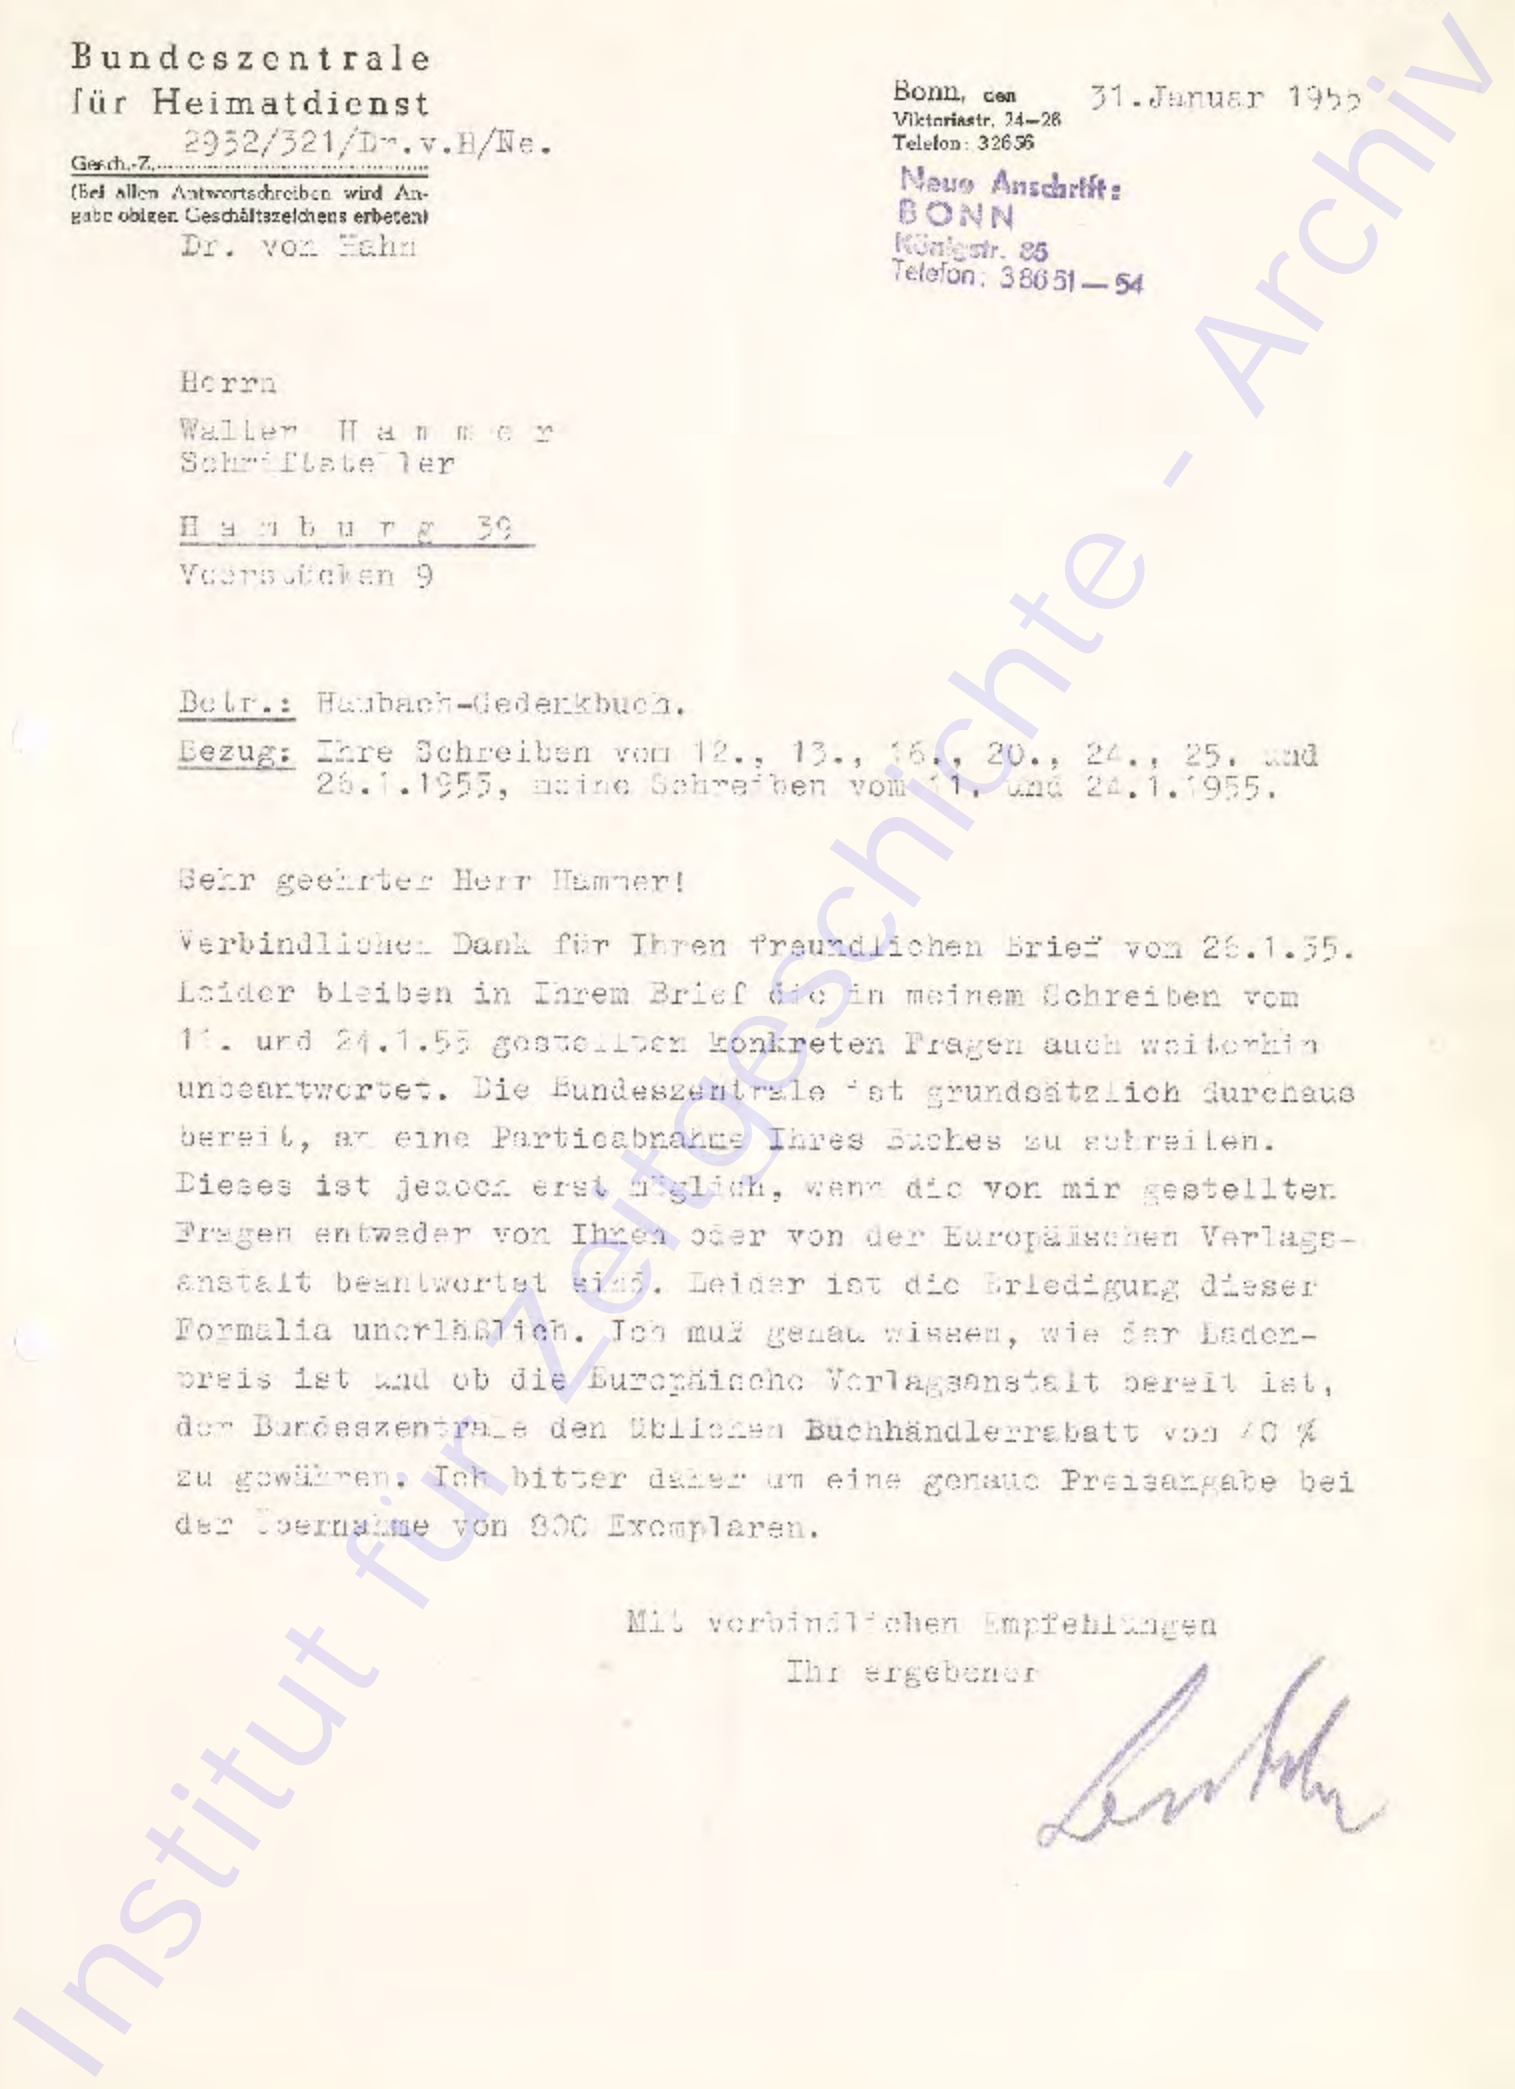 Bundeszentrale
für Heimatdienst
2932/321/Dr.v.H/Ne.
Gesch.-Z.
(Bei allen Antwortschreiben wird An-
gabe obigen Geschäftszeichens erbeten)
Dr. von Hahn
Bonn, den 31.Januar 1955
Viktoriastr. 24—26
Telefon: 32656
Neue Anschrift:
BONN
Königstr. 85
Telefon: 38651—54
Herrn
Walter Hammer
Schriftsteller
Hamburg 39
Voerstücken 9
Betr.: Haubach-Gedenkbuch.
Bezug: Ihre Schreiben vom 12., 13., 16., 20., 24., 25. und
26.1.1955, meine Schreiben vom 11. und 24.1.1955.
Sehr geehrter Herr Hammer!
Verbindlichen Dank für Ihren freundlichen Brief vom 26.1.55.
Leider bleiben in Ihrem Brief die in meinem Schreiben vom
11. und 24.1.55 gestellten konkreten Fragen auch weiterhin
unbeantwortet. Die Bundeszentrale ist grundsätzlich durchaus
bereit, an eine Partieabnahme Ihres Buches zu schreiten.
Dieses ist jedoch erst möglich, wenn die von mir gestellten
Fragen entweder von Ihnen oder von der Europäischen Verlags-
anstalt beantwortet sind. Leider ist die Erledigung dieser
Formalia unerläßlich. Ich muß genau wissen, wie der Laden-
preis ist und ob die Europäische Verlagsanstalt bereit ist,
der Bundeszentrale den üblichen Buchhändlerrabatt von 40 %
zu gewähren. Ich bitter daher um eine genaue Preisangabe bei
der Übernahme von 800 Exemplaren.
Mit verbindlichen Empfehlungen
Ihr ergebener
Institut für Zeitgeschichte - Archiv